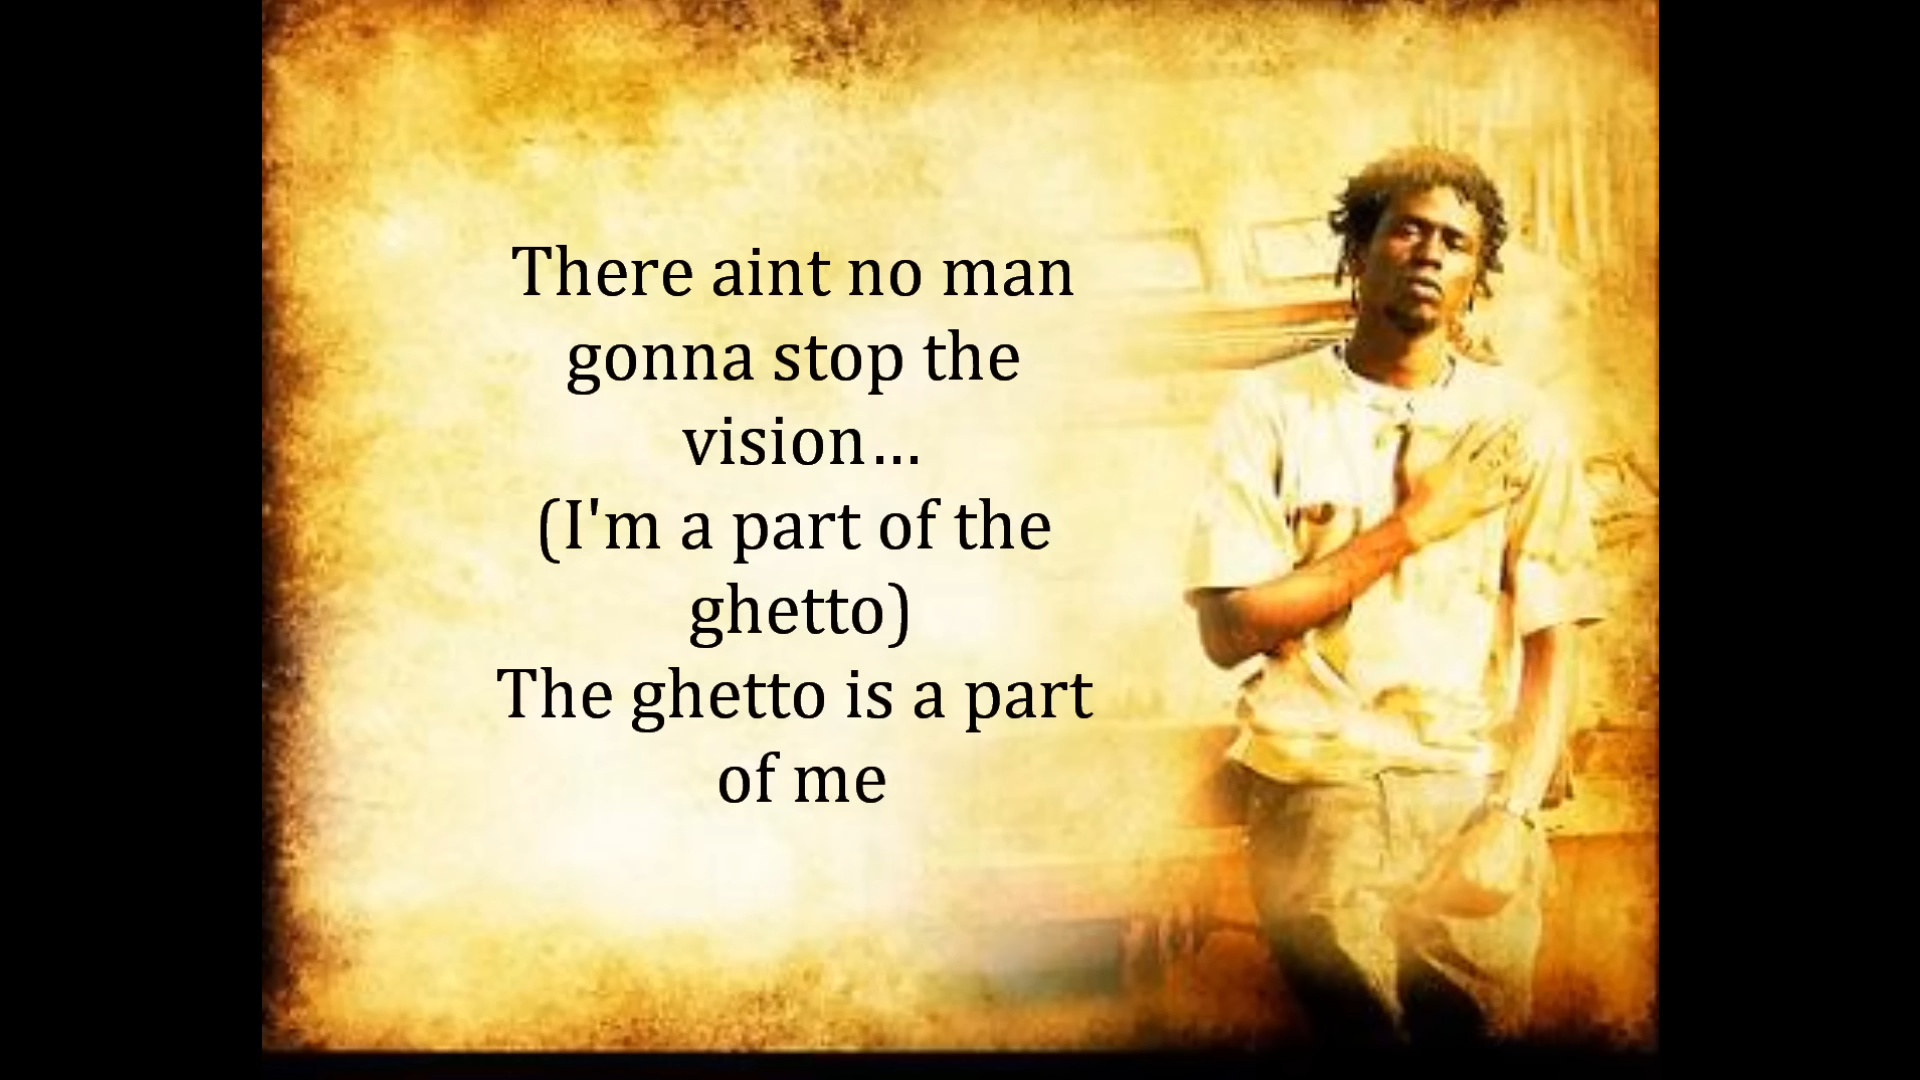 There aint no man
gonna stop the
vision...
(I'm a part of the
ghetto)
The ghetto is a part
of me